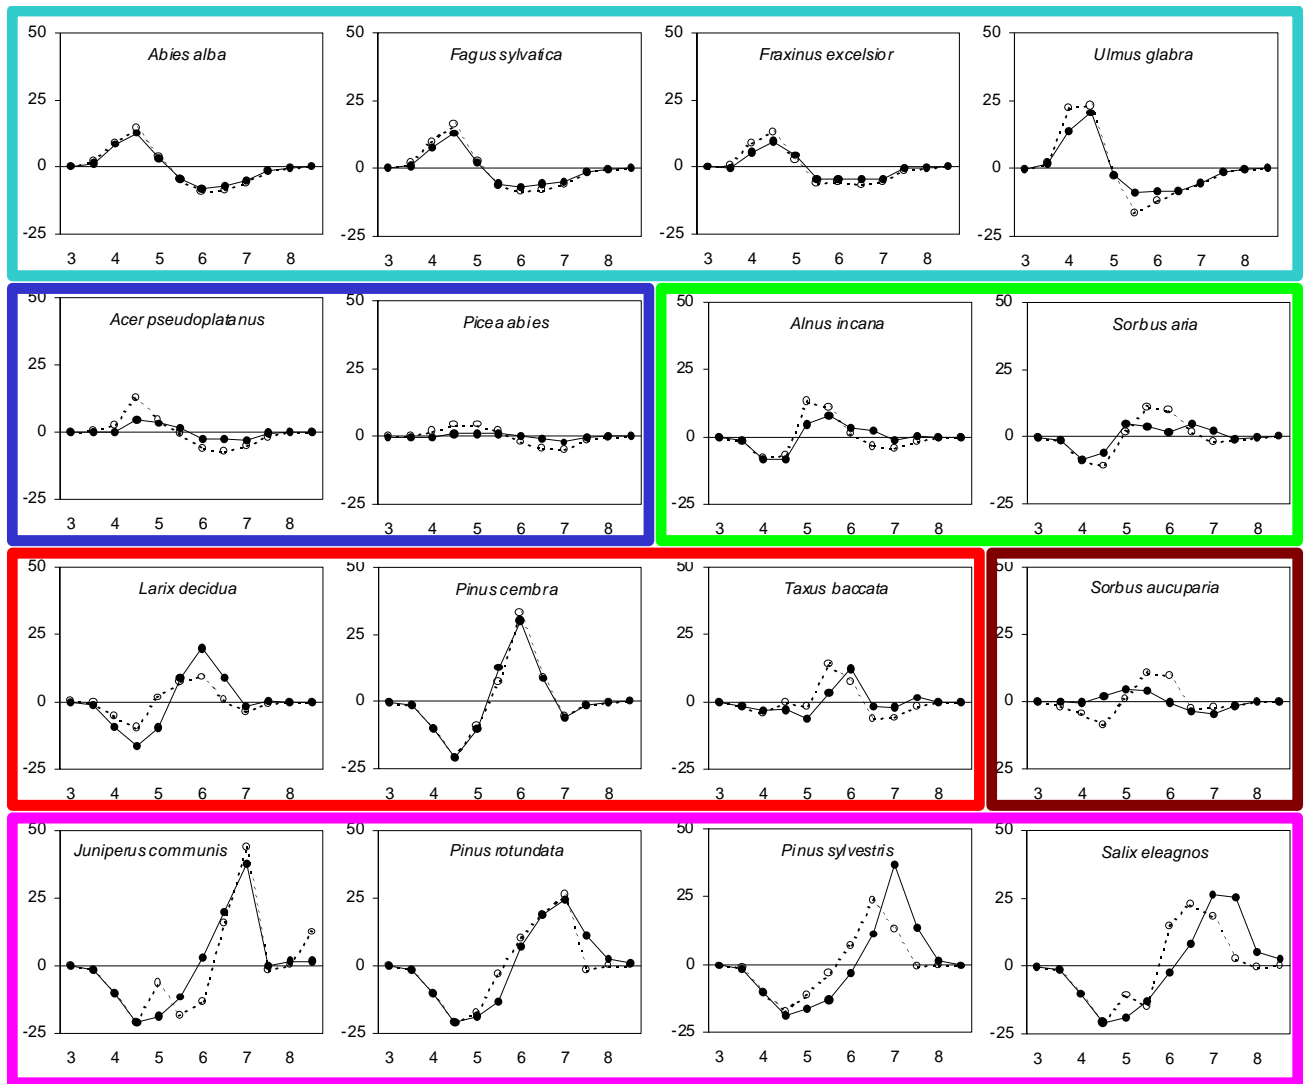 50 50 50 50
Abies alba Fagus sylvatica Fraxinus excelsior Ulmus glabra
25 25 25 25
0 0 0 0
-25 -25 -25 -25
3 4 5 6 7 8 3 4 5 6 7 8 3 4 5 6 7 8 3 4 5 6 7 8
50 50 50 50
Acer pseudoplatanus Picea abies Alnus incana Sorbus aria
25 25 25 25
0 0 0 0
-25 -25 -25 -25
3 4 5 6 7 8 3 4 5 6 7 8 3 4 5 6 7 8 3 4 5 6 7 8
50 50 50 50
Larix decidua Pinus cembra Taxus baccata Sorbus aucuparia
25 25 25 25
0 0 0 0
-25 -25 -25 -25
3 4 5 6 7 8 3 4 5 6 7 8 3 4 5 6 7 8 3 4 5 6 7 8
50 50 50 50
Juniperus communis Pinus rotundata Pinus sylvestris Salix eleagnos
25 25 25 25
0 0 0 0
-25 -25 -25 -25
3 4 5 6 7 8 3 4 5 6 7 8 3 4 5 6 7 8 3 4 5 6 7 8